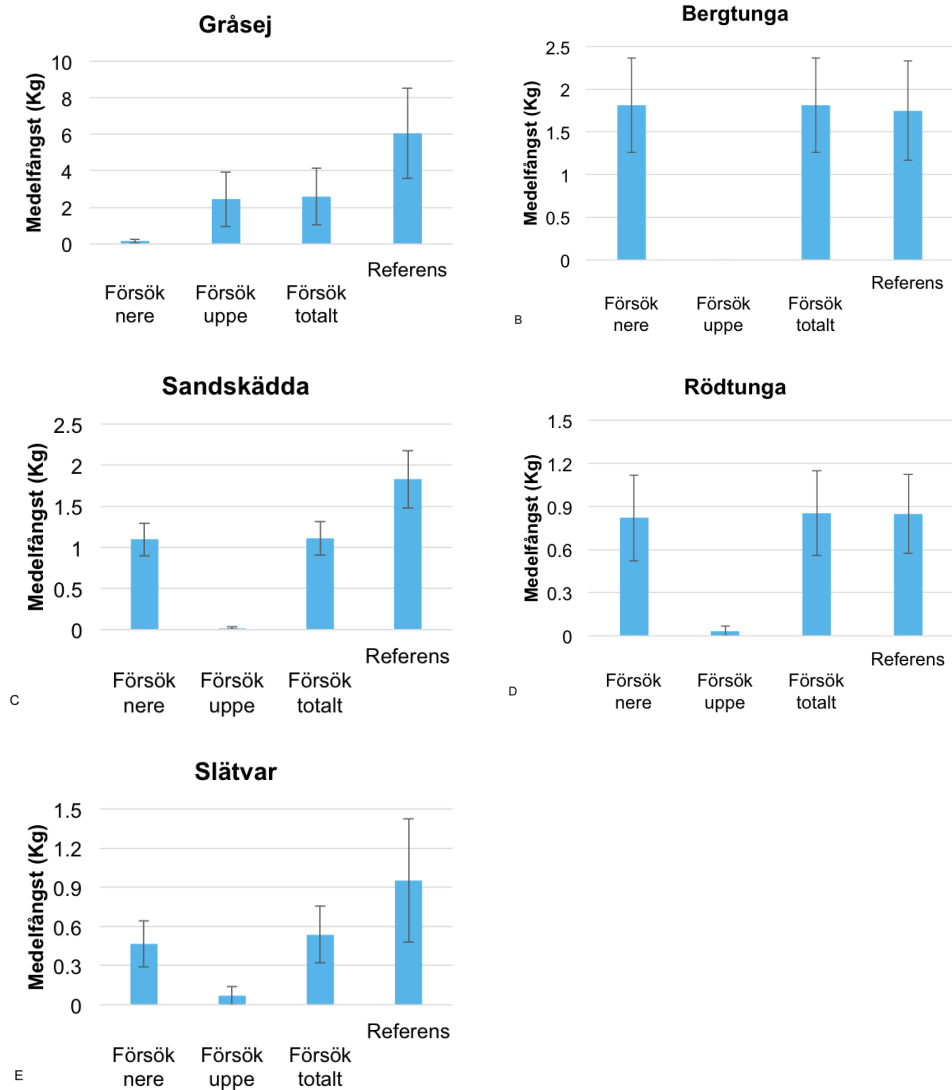 Gråsej
Medelfångst (Kg)
10
8
6
4
2
0
Försök
nere
Försök
uppe
Försök
totalt
Referens
Bergtunga
Medelfångst (Kg)
2.5
2
1.5
1
0.5
0
Försök
nere
Försök
uppe
Försök
totalt
Referens
B
Sandskädda
Medelfångst (Kg)
2.5
2
1.5
1
0.5
0
Försök
nere
Försök
uppe
Försök
totalt
Referens
C
Rödtunga
Medelfångst (Kg)
1.5
1.2
0.9
0.6
0.3
0
Försök
nere
Försök
uppe
Försök
totalt
Referens
D
Slätvar
Medelfångst (Kg)
1.5
1.2
0.9
0.6
0.3
0
Försök
nere
Försök
uppe
Försök
totalt
Referens
E